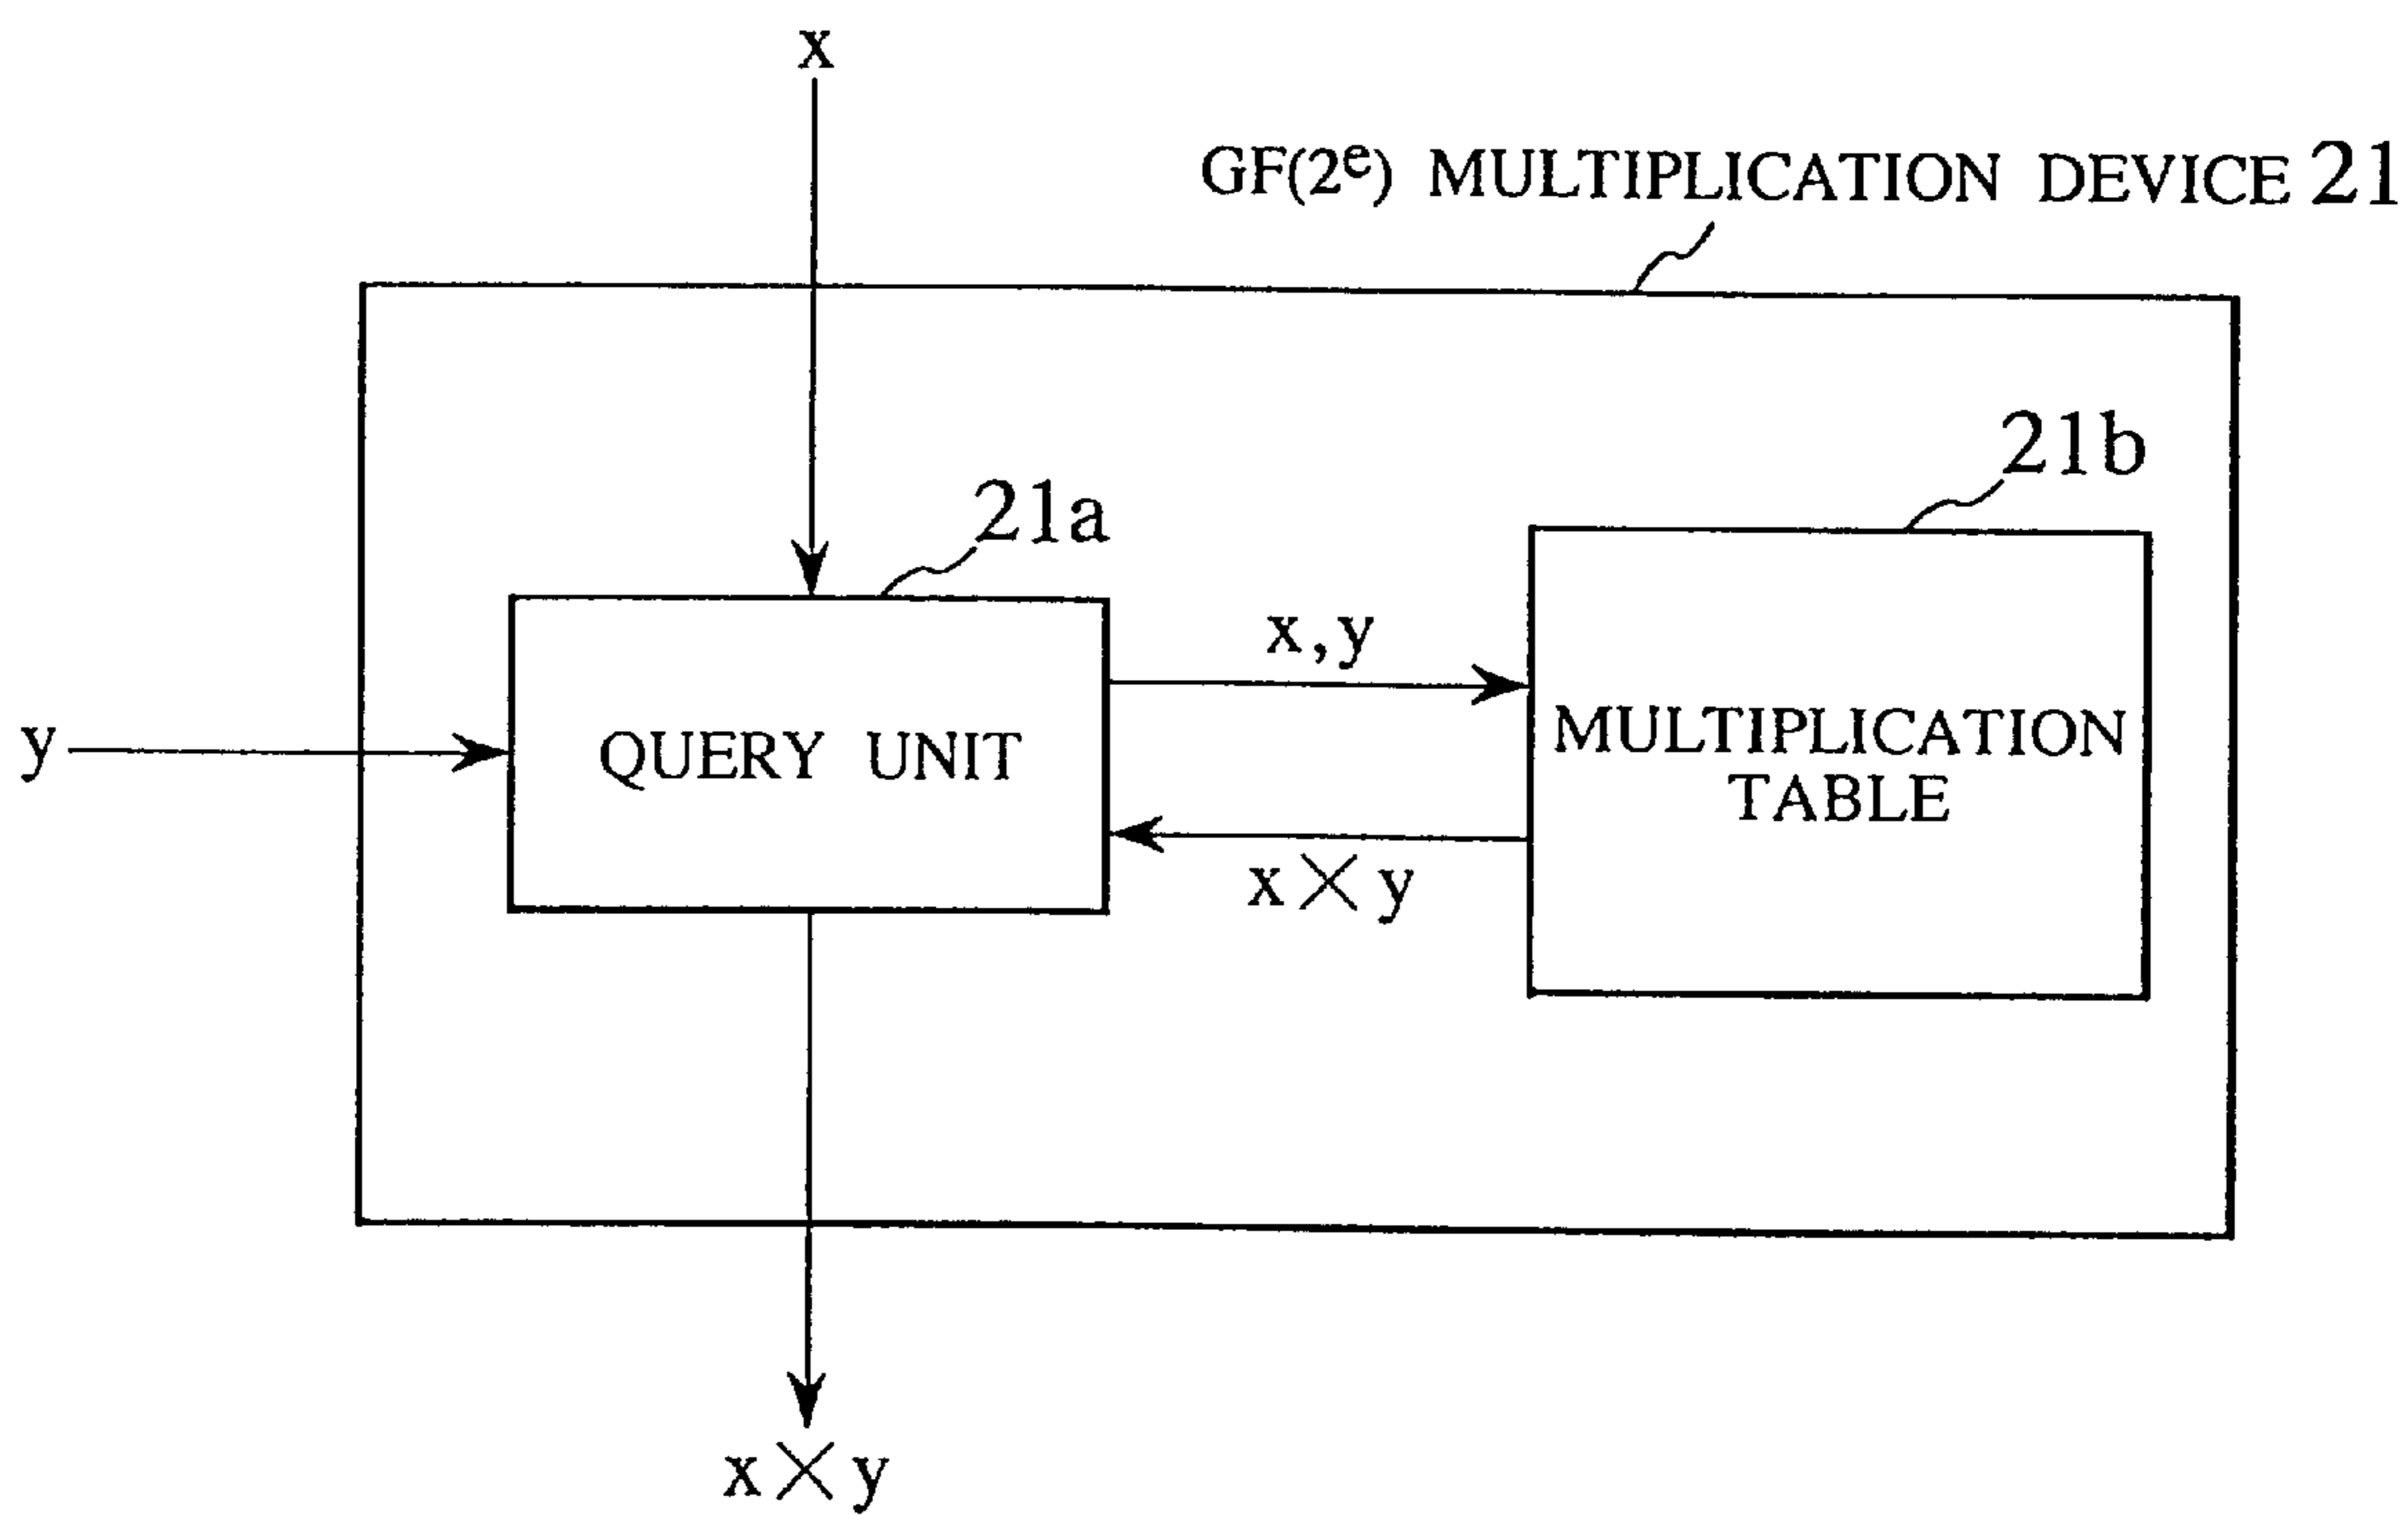 x
GF(2ᵉ) MULTIPLICATION DEVICE 21
21b
21a
x,y
y
QUERY UNIT
MULTIPLICATION
TABLE
x×y
x×y